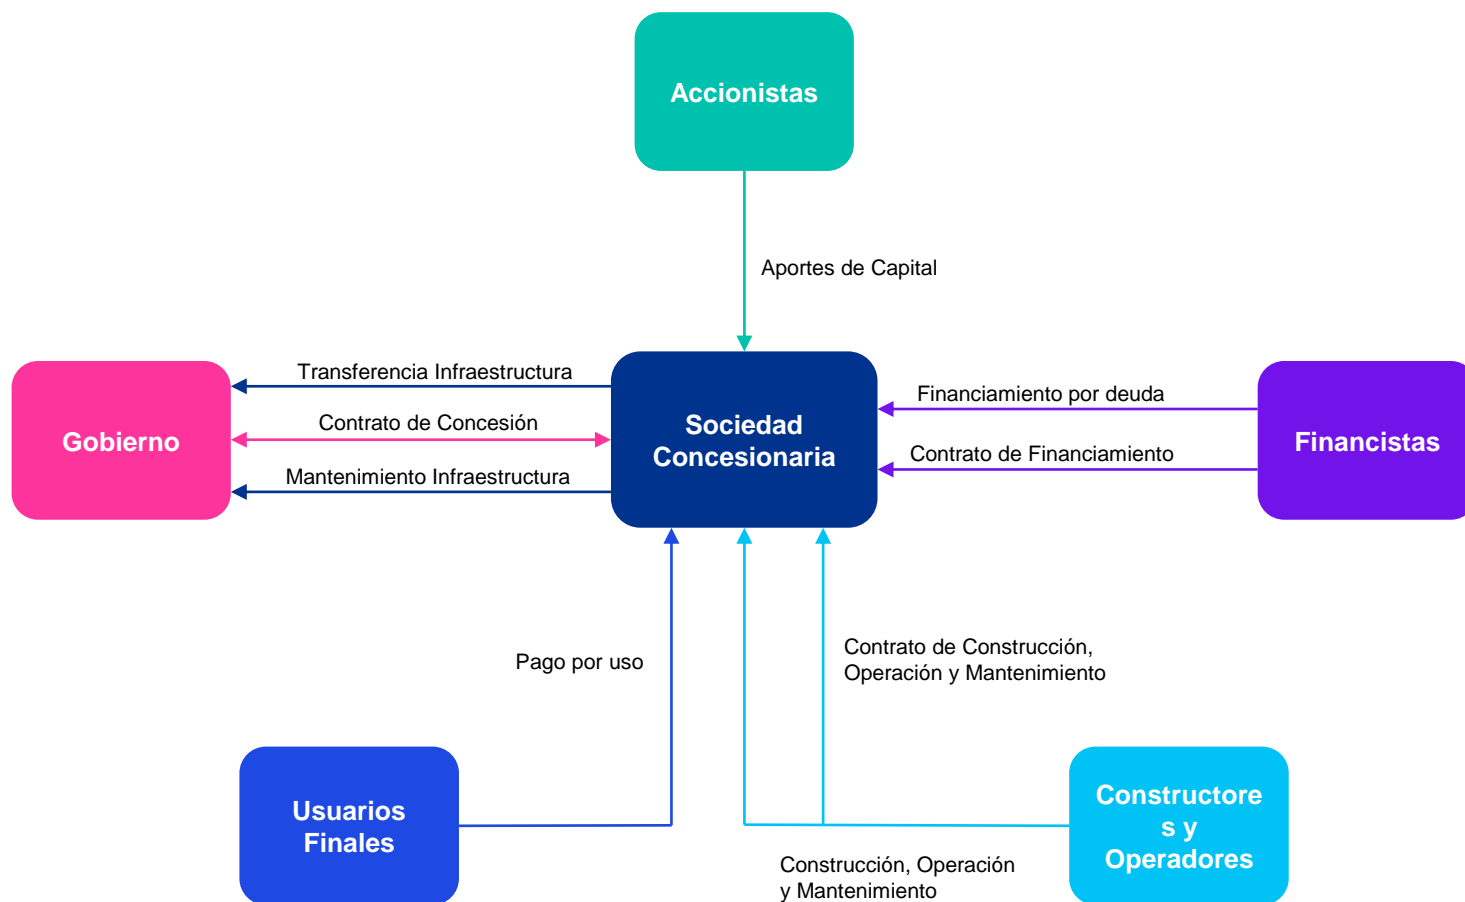 Accionistas
Aportes de Capital
Transferencia Infraestructura
Contrato de Concesión
Mantenimiento Infraestructura
Gobierno
Sociedad
Concesionaria
Financiamiento por deuda
Contrato de Financiamiento
Financistas
Pago por uso
Contrato de Construcción,
Operación y Mantenimiento
Usuarios
Finales
Construcción, Operación
y Mantenimiento
Constructore
s y
Operadores